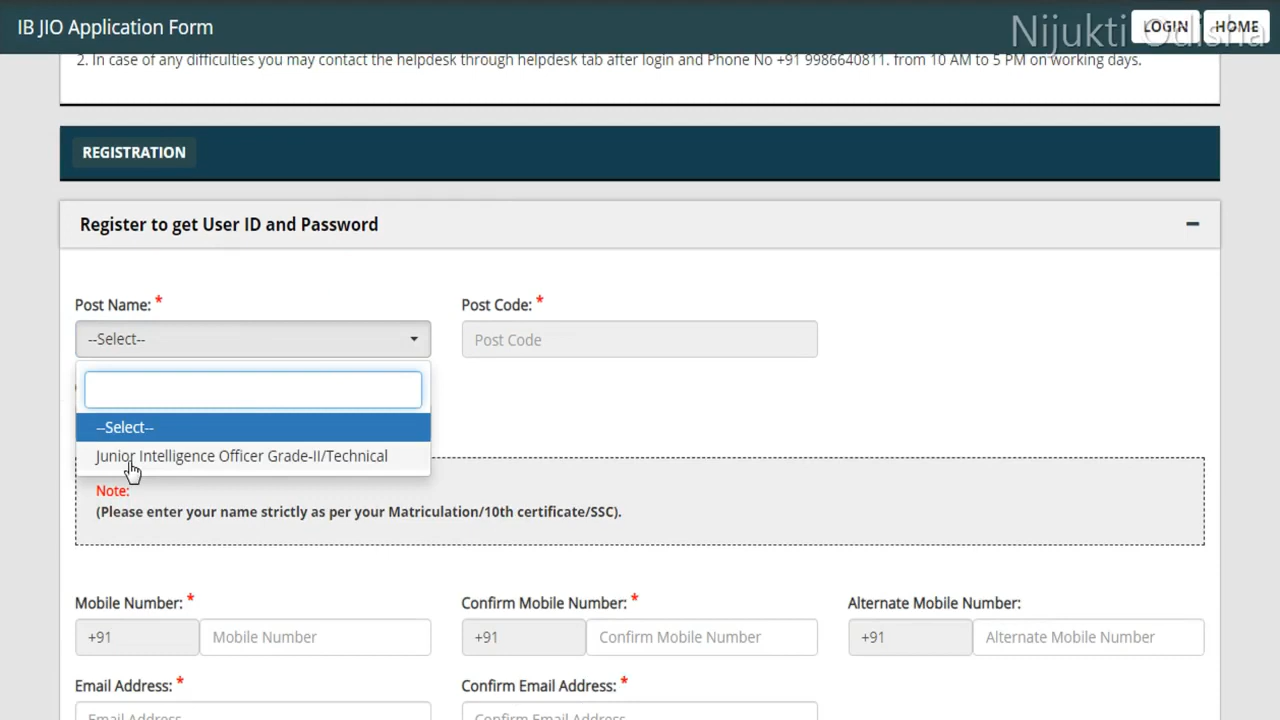 IB JIO Application Form
Nijukti Odisha
LOGIN
HOME
2. In case of any difficulties you may contact the helpdesk through helpdesk tab after login and Phone No +91 9986640811. from 10 AM to 5 PM on working days.
REGISTRATION
Register to get User ID and Password
Post Name: *
Post Code: *
--Select--
Post Code
--Select--
Junior Intelligence Officer Grade-II/Technical
Note:
(Please enter your name strictly as per your Matriculation/10th certificate/SSC).
Mobile Number: *
Confirm Mobile Number: *
Alternate Mobile Number:
+91 Mobile Number
+91 Confirm Mobile Number
+91 Alternate Mobile Number
Email Address: *
Confirm Email Address: *
Email Address
Confirm Email Address